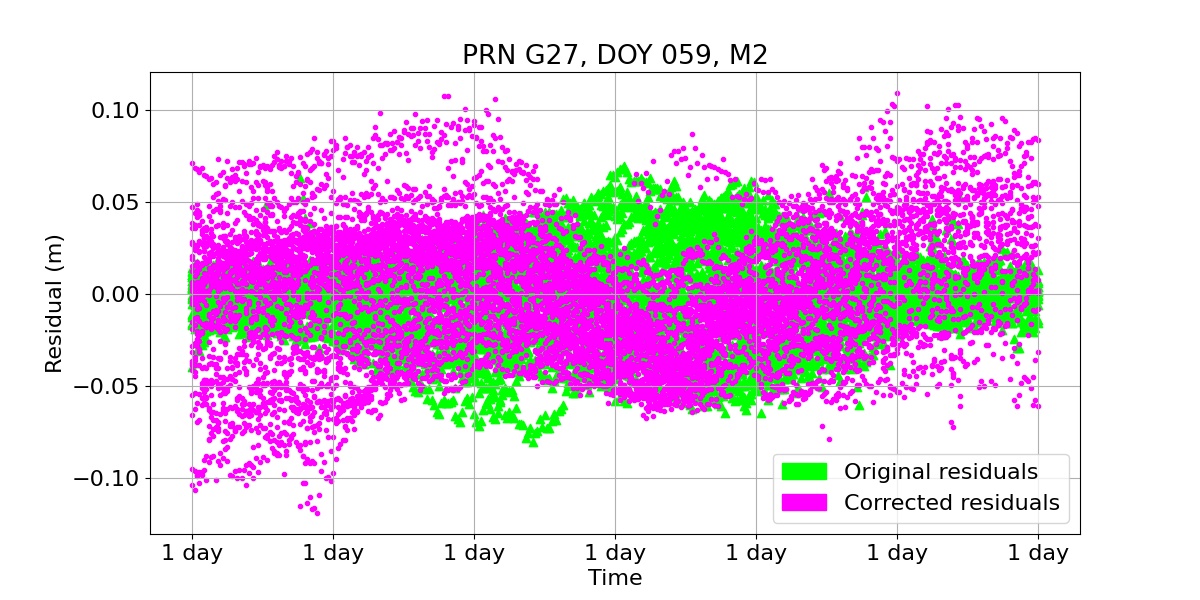 PRN G27, DOY 059, M2
Residual (m)
0.10
0.05
0.00
−0.05
−0.10
Original residuals
Corrected residuals
1 day 1 day 1 day 1 day 1 day 1 day 1 day
Time